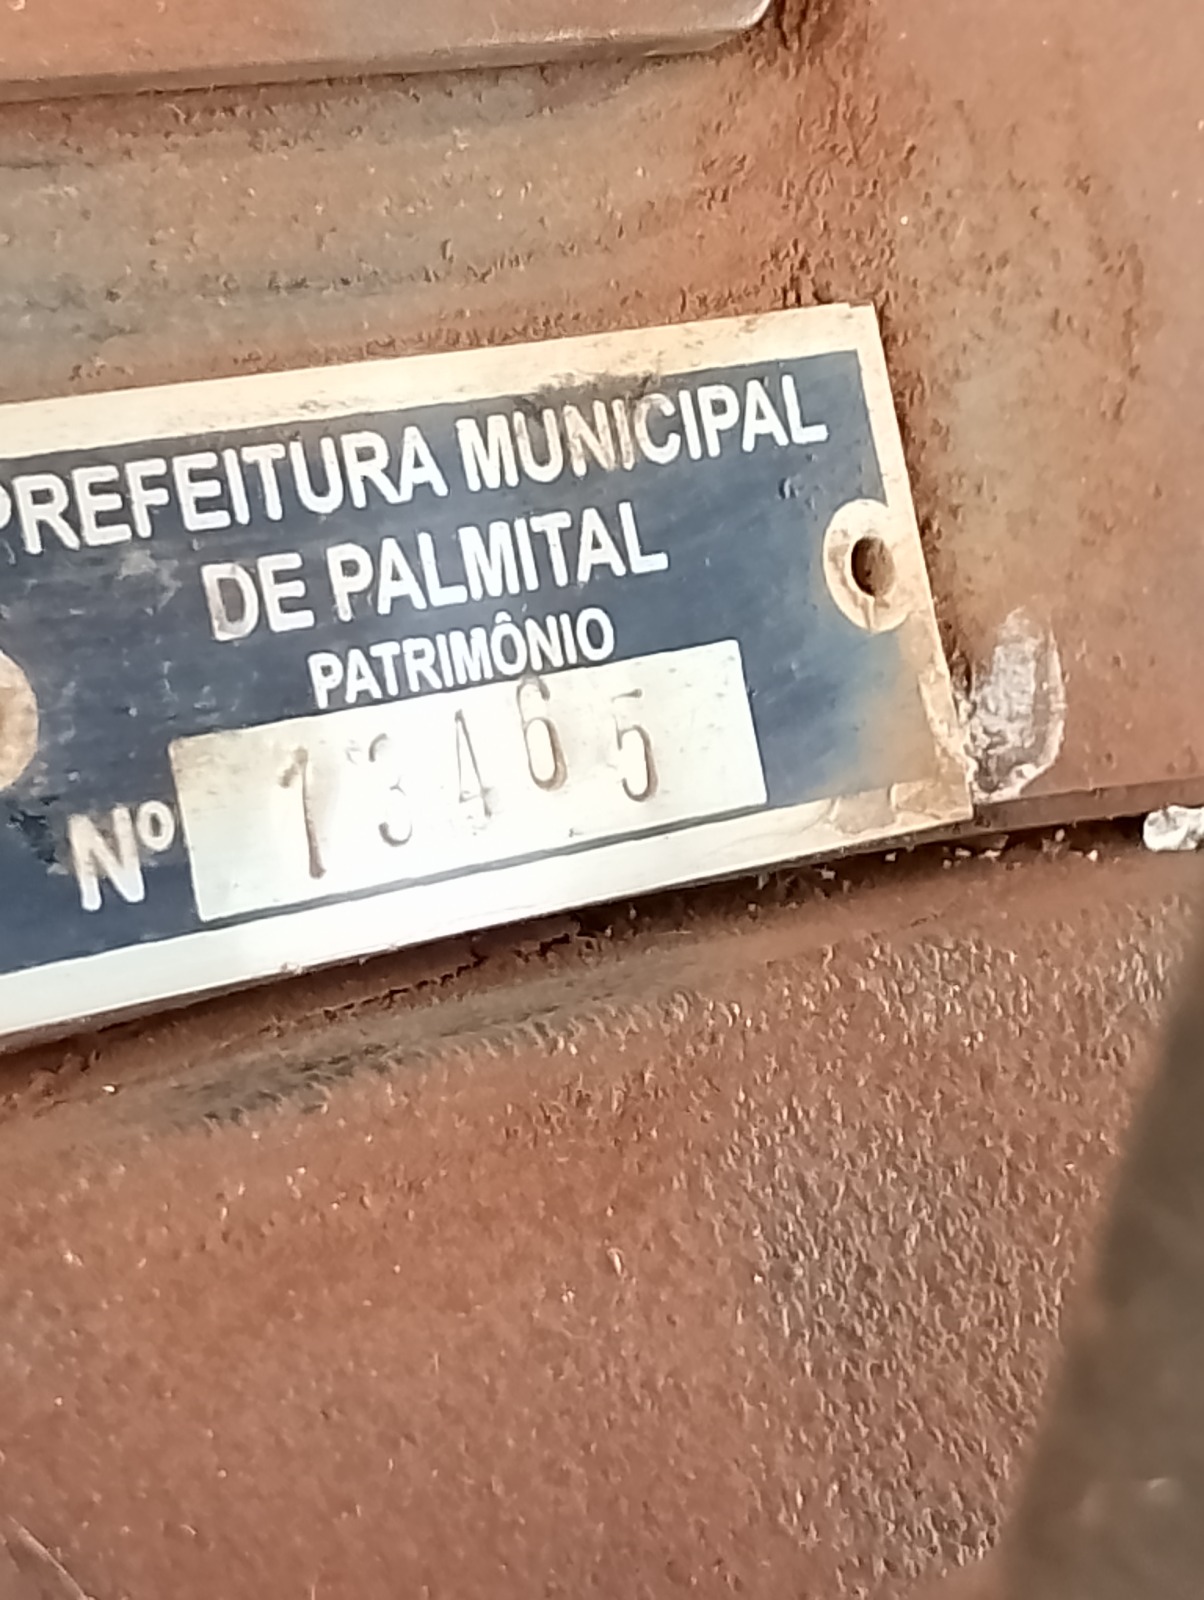 PREFEITURA MUNICIPAL
DE PALMITAL
PATRIMÔNIO
Nº 13465